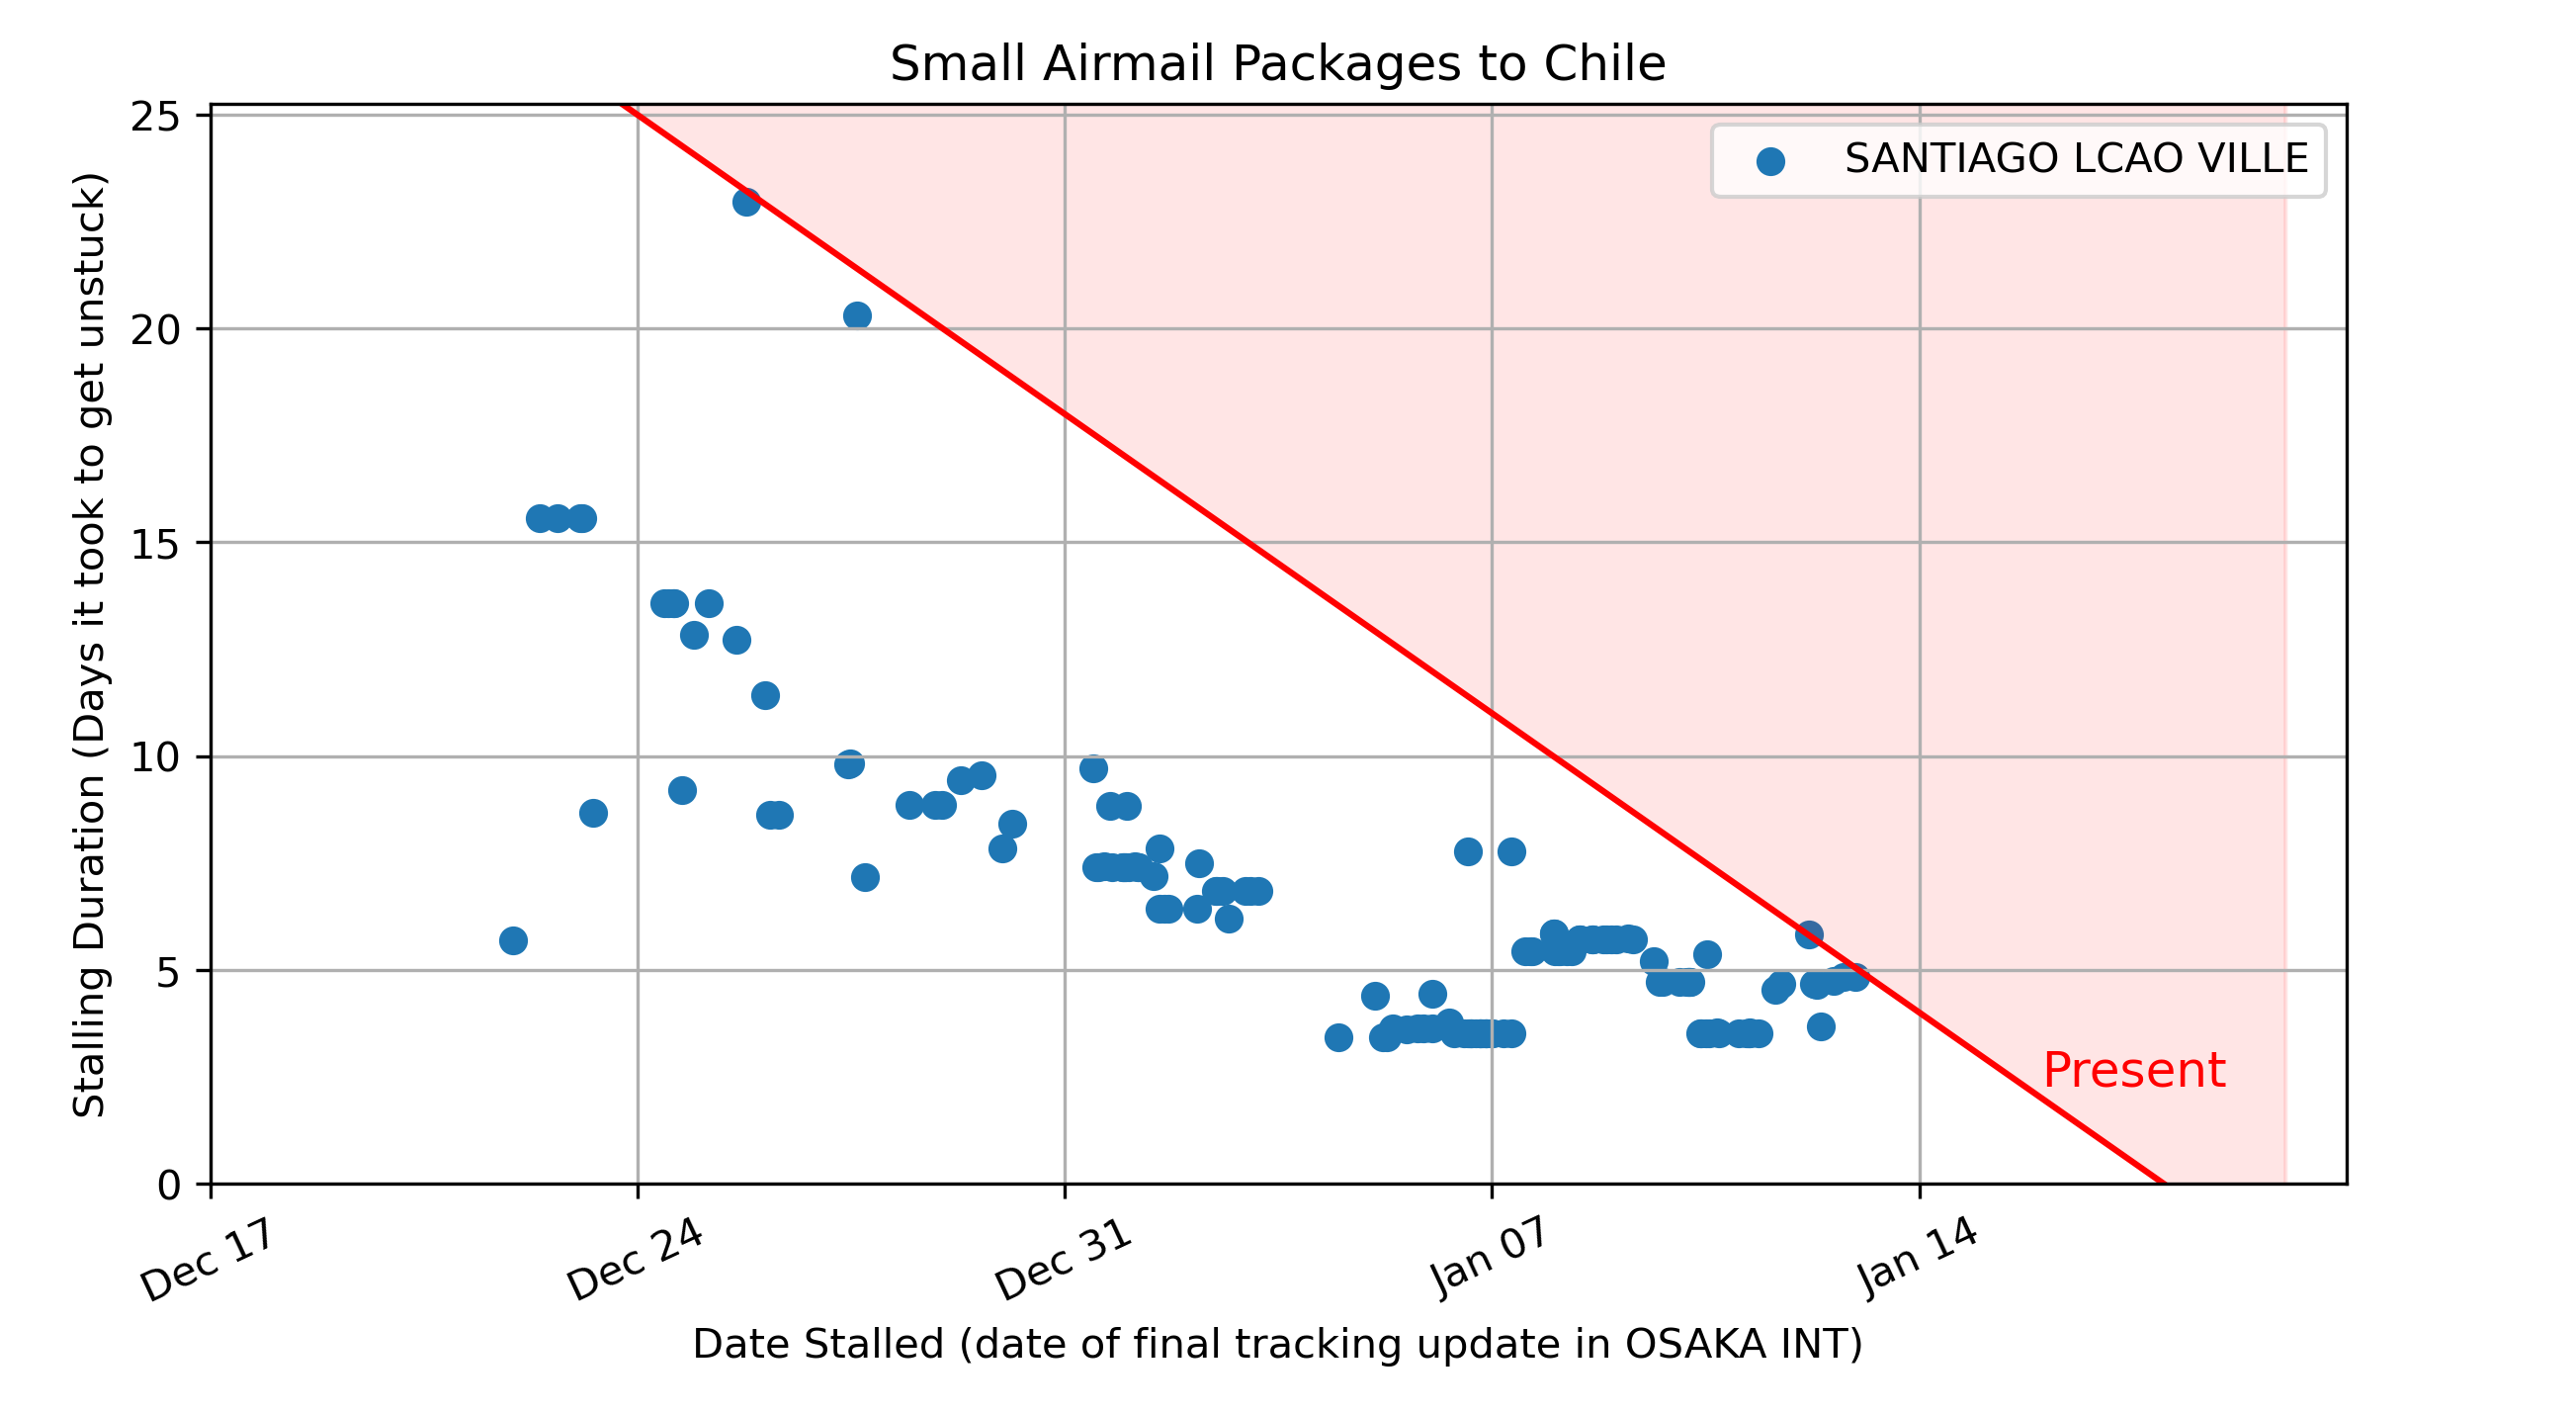 Small Airmail Packages to Chile
SANTIAGO LCAO VILLE
25
20
15
10
5
0
Stalling Duration (Days it took to get unstuck)
Present
Dec 17
Dec 24
Dec 31
Jan 07
Jan 14
Date Stalled (date of final tracking update in OSAKA INT)